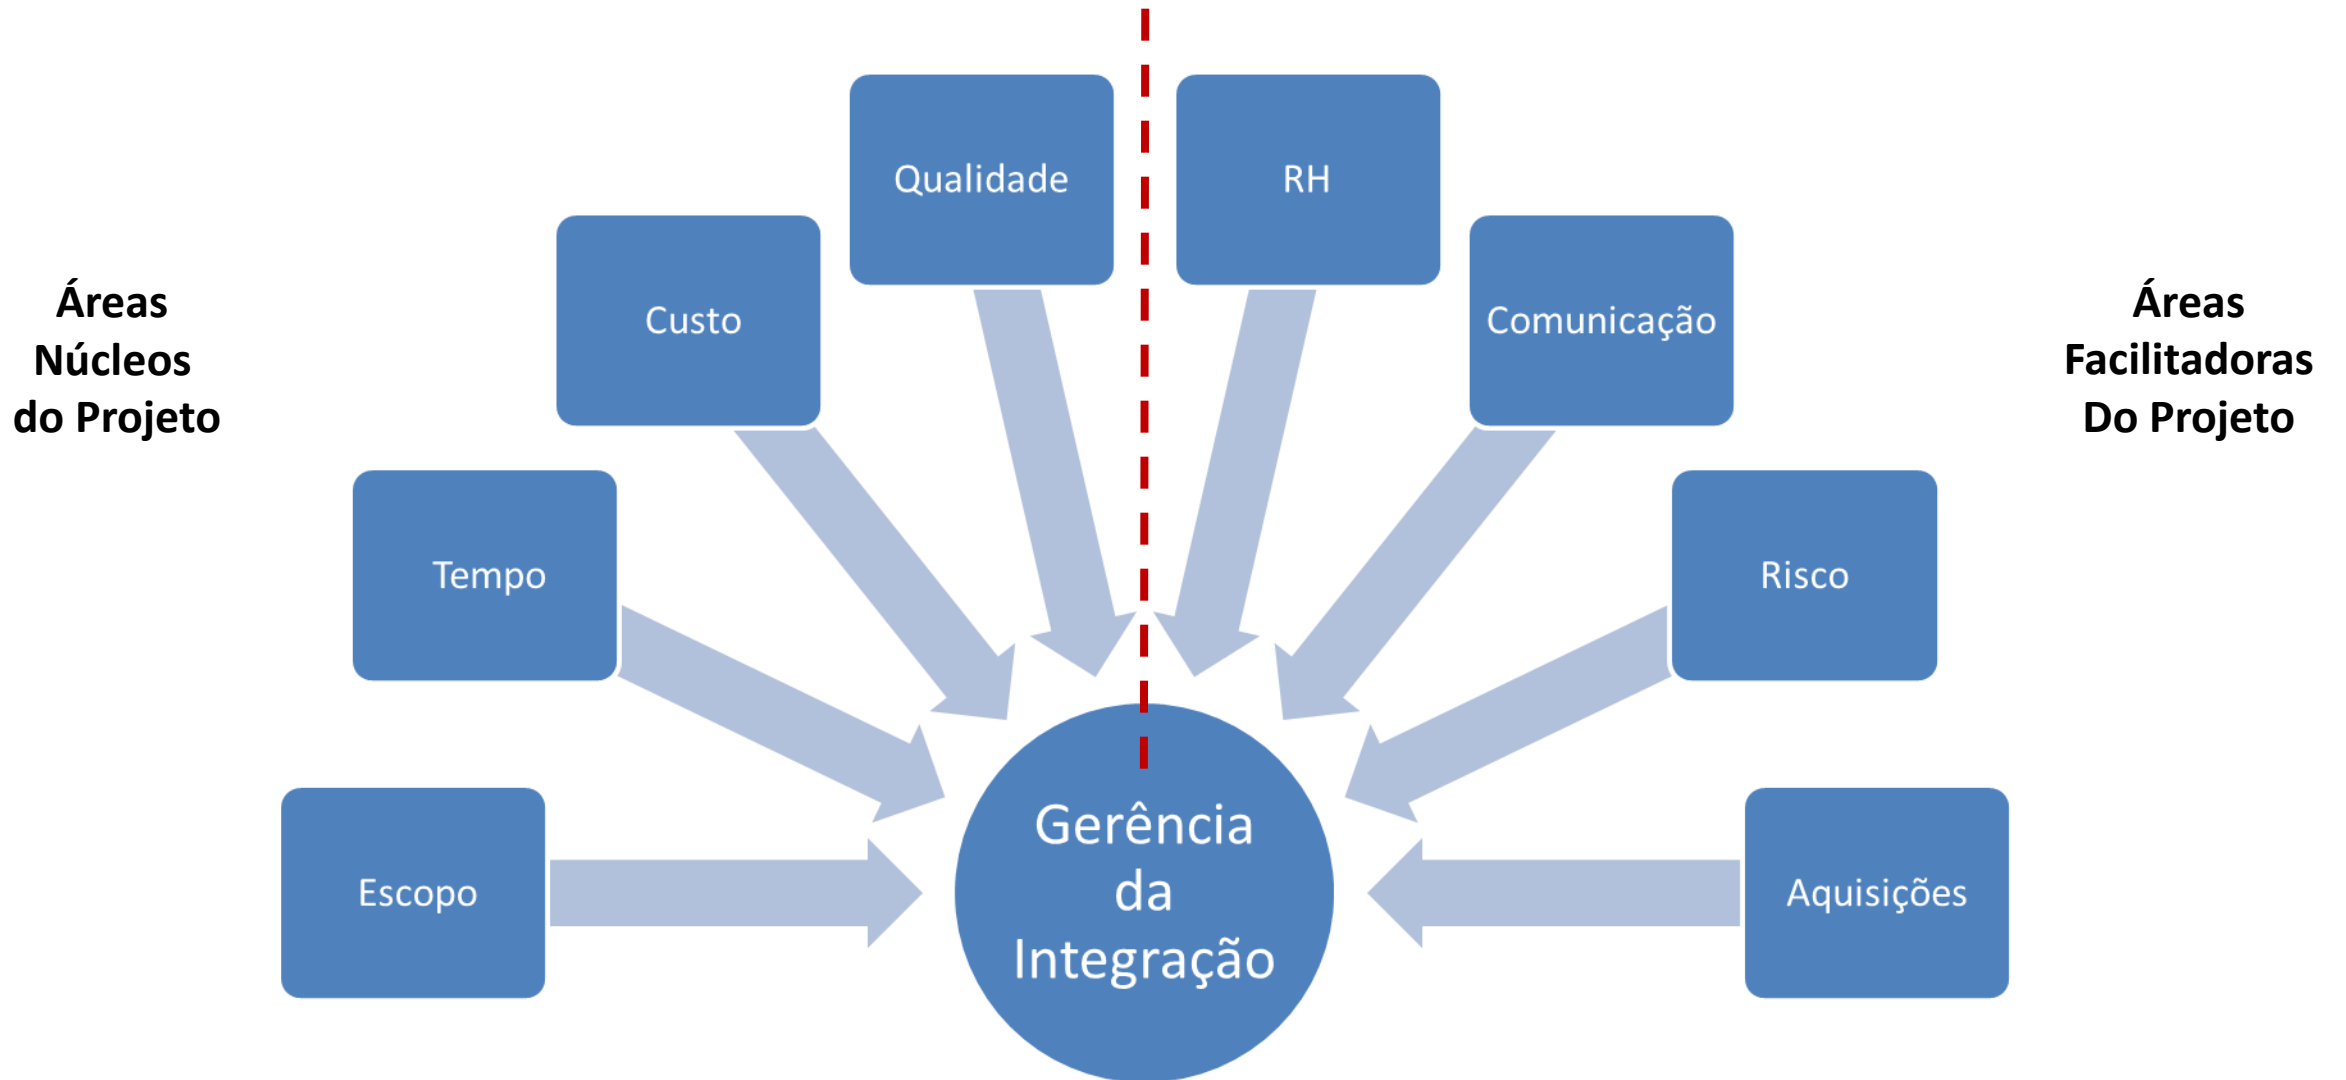 Qualidade
RH
Custo
Comunicação
Áreas
Núcleos
do Projeto
Áreas
Facilitadoras
Do Projeto
Tempo
Risco
Escopo
Gerência
da
Integração
Aquisições